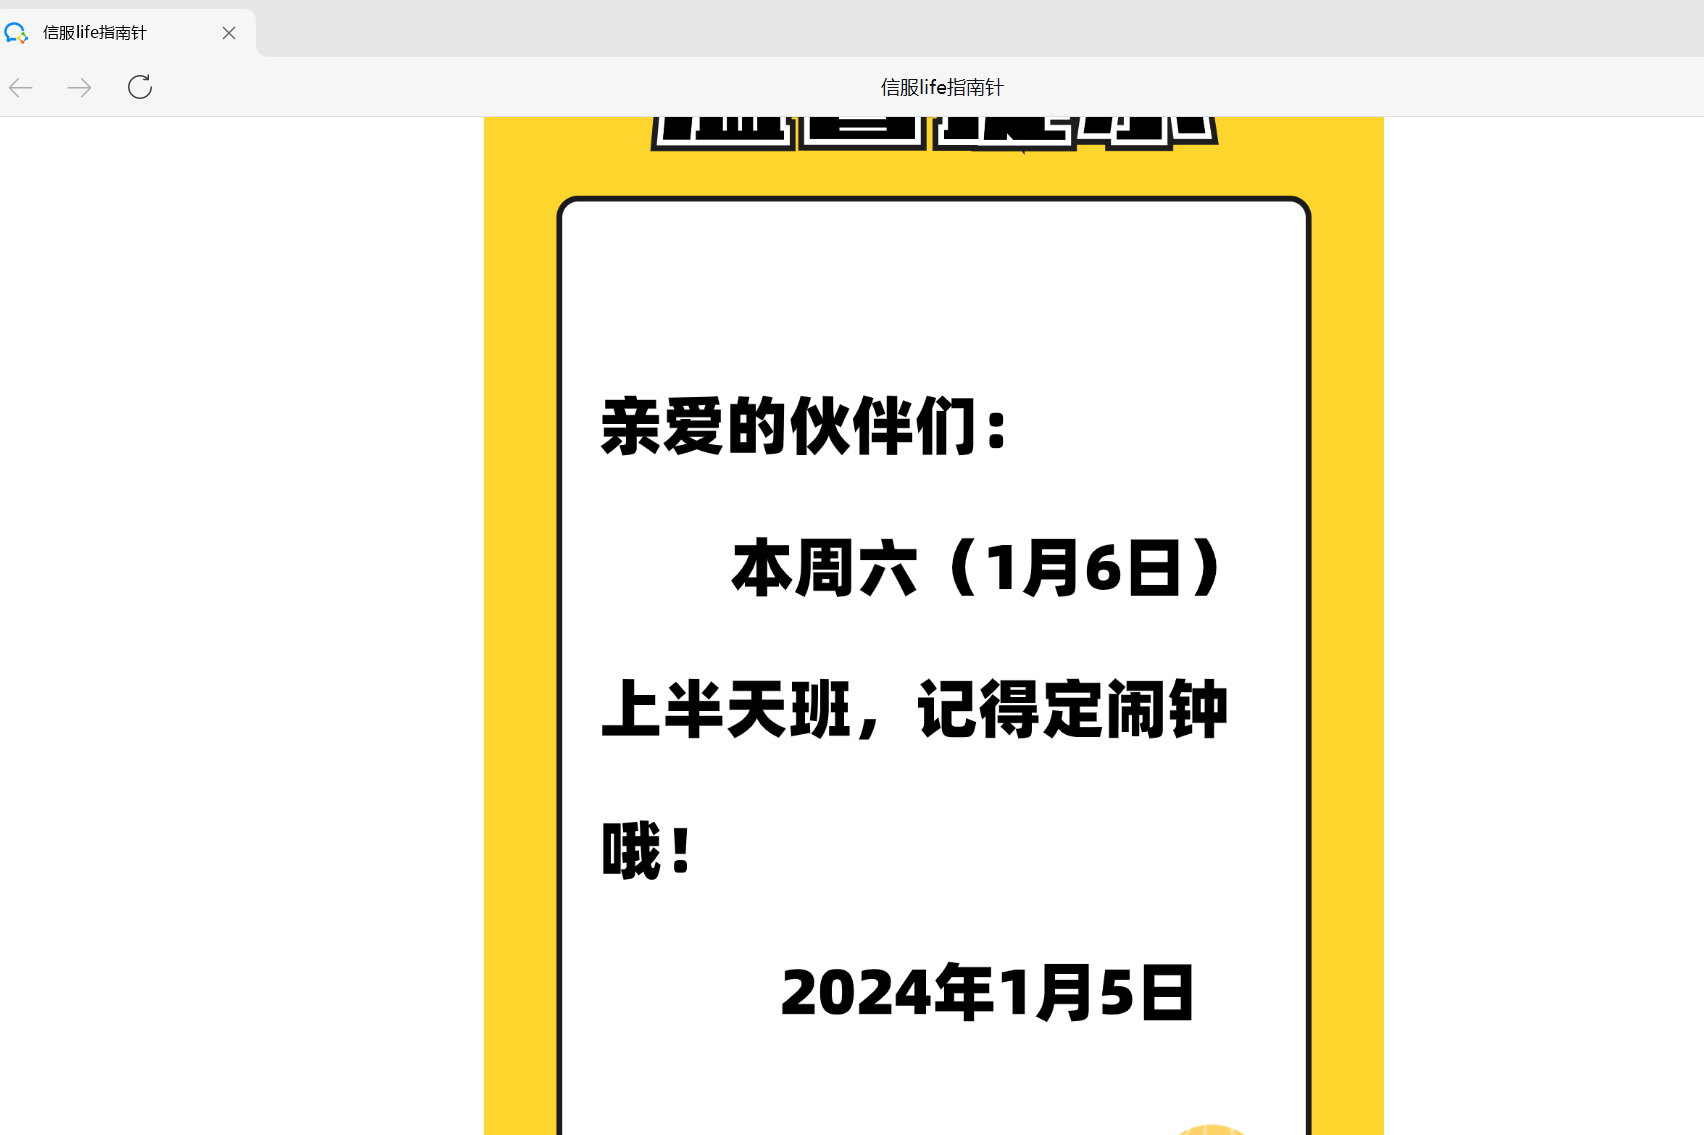 信服life指南针
信服life指南针
亲爱的伙伴们：
本周六（1月6日）
上半天班，记得定闹钟
哦！
2024年1月5日